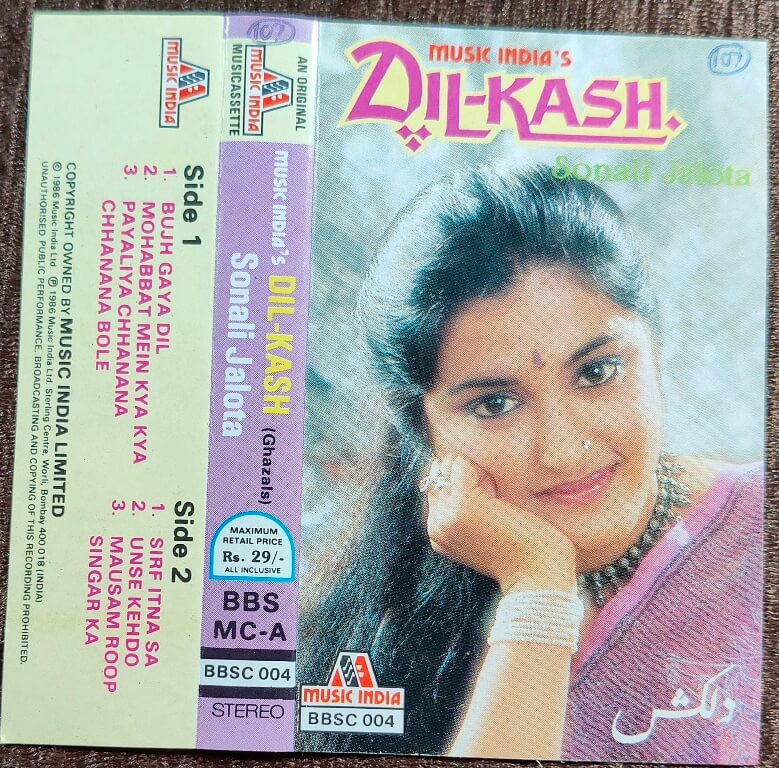 MUSIC INDIA
Side 1
1. BUJH GAYA DIL
2. MOHABBAT MEIN KYA KYA
3. PAYALIYA CHHANANA
CHHANANA BOLE
Side 2
1. SIRF ITNA SA
2. UNSE KEHDO
3. MAUSAM ROOP
SINGAR KA
COPYRIGHT OWNED BY MUSIC INDIA LIMITED
© 1986 Music India Ltd. ℗ 1986 Music India Ltd. Sterling Centre, Worli, Bombay 400 018 (INDIA)
UNAUTHORISED PUBLIC PERFORMANCE, BROADCASTING AND COPYING OF THIS RECORDING PROHIBITED.
107
MUSIC INDIA
AN ORIGINAL
MUSICASSETTE
MUSIC INDIA'S DIL-KASH (Ghazals)
Sonali Jalota
MAXIMUM
RETAIL PRICE
Rs. 29/-
ALL INCLUSIVE
BBS
MC-A
BBSC 004
STEREO
107
MUSIC INDIA'S
DIL-KASH
Sonali Jalota
MUSIC INDIA
BBSC 004
دلکش